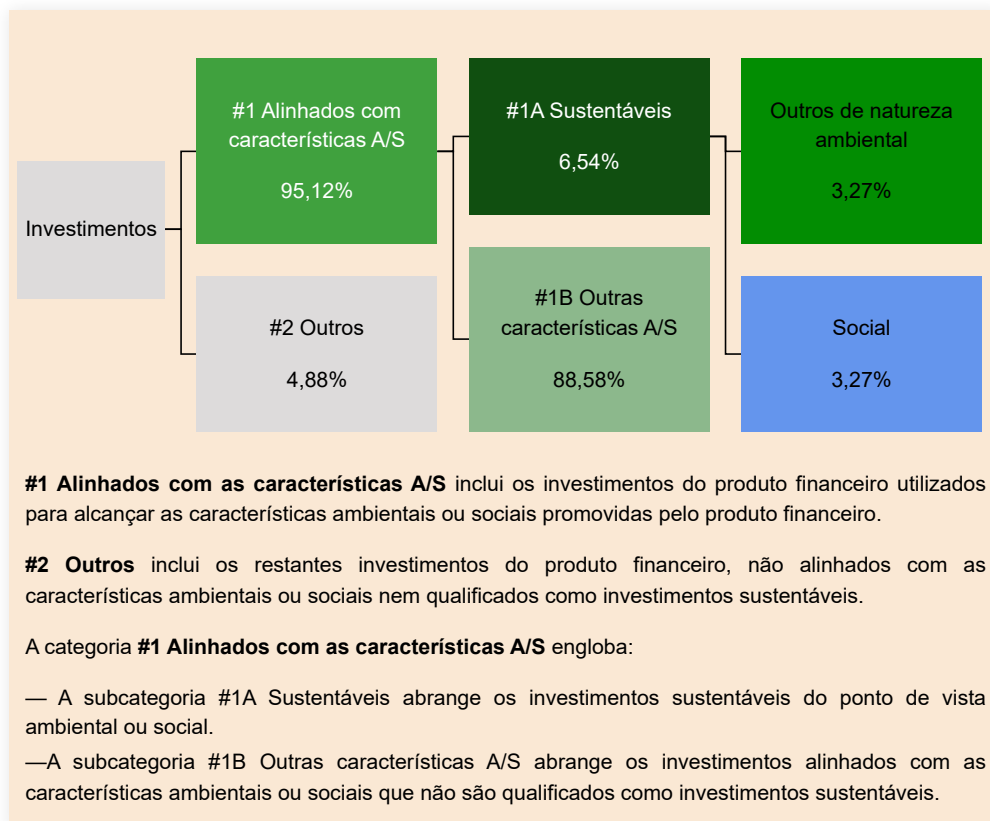 Investimentos
#1 Alinhados com
características A/S
95,12%
#2 Outros
4,88%
#1A Sustentáveis
6,54%
#1B Outras
características A/S
88,58%
Outros de natureza
ambiental
3,27%
Social
3,27%
#1 Alinhados com as características A/S inclui os investimentos do produto financeiro utilizados
para alcançar as características ambientais ou sociais promovidas pelo produto financeiro.
#2 Outros inclui os restantes investimentos do produto financeiro, não alinhados com as
características ambientais ou sociais nem qualificados como investimentos sustentáveis.
A categoria #1 Alinhados com as características A/S engloba:
— A subcategoria #1A Sustentáveis abrange os investimentos sustentáveis do ponto de vista
ambiental ou social.
—A subcategoria #1B Outras características A/S abrange os investimentos alinhados com as
características ambientais ou sociais que não são qualificados como investimentos sustentáveis.